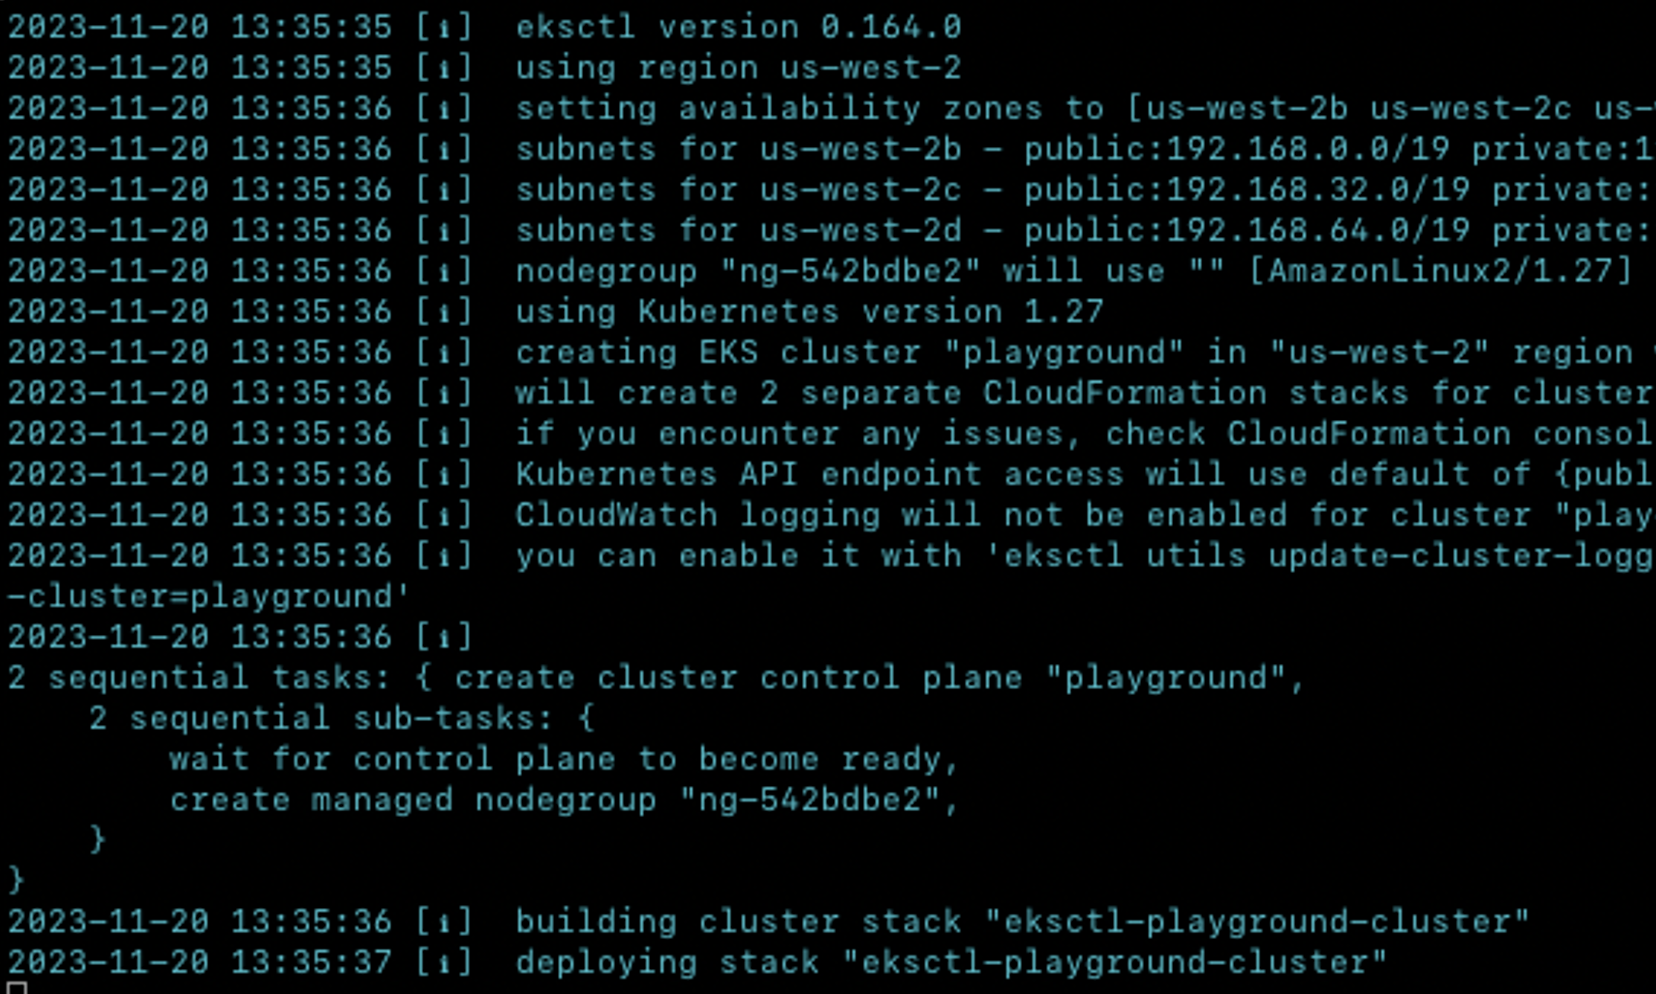 2023-11-20 13:35:35 [ℹ]  eksctl version 0.164.0
2023-11-20 13:35:35 [ℹ]  using region us-west-2
2023-11-20 13:35:36 [ℹ]  setting availability zones to [us-west-2b us-west-2c us-
2023-11-20 13:35:36 [ℹ]  subnets for us-west-2b - public:192.168.0.0/19 private:1
2023-11-20 13:35:36 [ℹ]  subnets for us-west-2c - public:192.168.32.0/19 private:
2023-11-20 13:35:36 [ℹ]  subnets for us-west-2d - public:192.168.64.0/19 private:
2023-11-20 13:35:36 [ℹ]  nodegroup "ng-542bdbe2" will use "" [AmazonLinux2/1.27]
2023-11-20 13:35:36 [ℹ]  using Kubernetes version 1.27
2023-11-20 13:35:36 [ℹ]  creating EKS cluster "playground" in "us-west-2" region
2023-11-20 13:35:36 [ℹ]  will create 2 separate CloudFormation stacks for cluster
2023-11-20 13:35:36 [ℹ]  if you encounter any issues, check CloudFormation consol
2023-11-20 13:35:36 [ℹ]  Kubernetes API endpoint access will use default of {publ
2023-11-20 13:35:36 [ℹ]  CloudWatch logging will not be enabled for cluster "play
2023-11-20 13:35:36 [ℹ]  you can enable it with 'eksctl utils update-cluster-logg
-cluster=playground'
2023-11-20 13:35:36 [ℹ]
2 sequential tasks: { create cluster control plane "playground",
    2 sequential sub-tasks: {
        wait for control plane to become ready,
        create managed nodegroup "ng-542bdbe2",
    }
}
2023-11-20 13:35:36 [ℹ]  building cluster stack "eksctl-playground-cluster"
2023-11-20 13:35:37 [ℹ]  deploying stack "eksctl-playground-cluster"